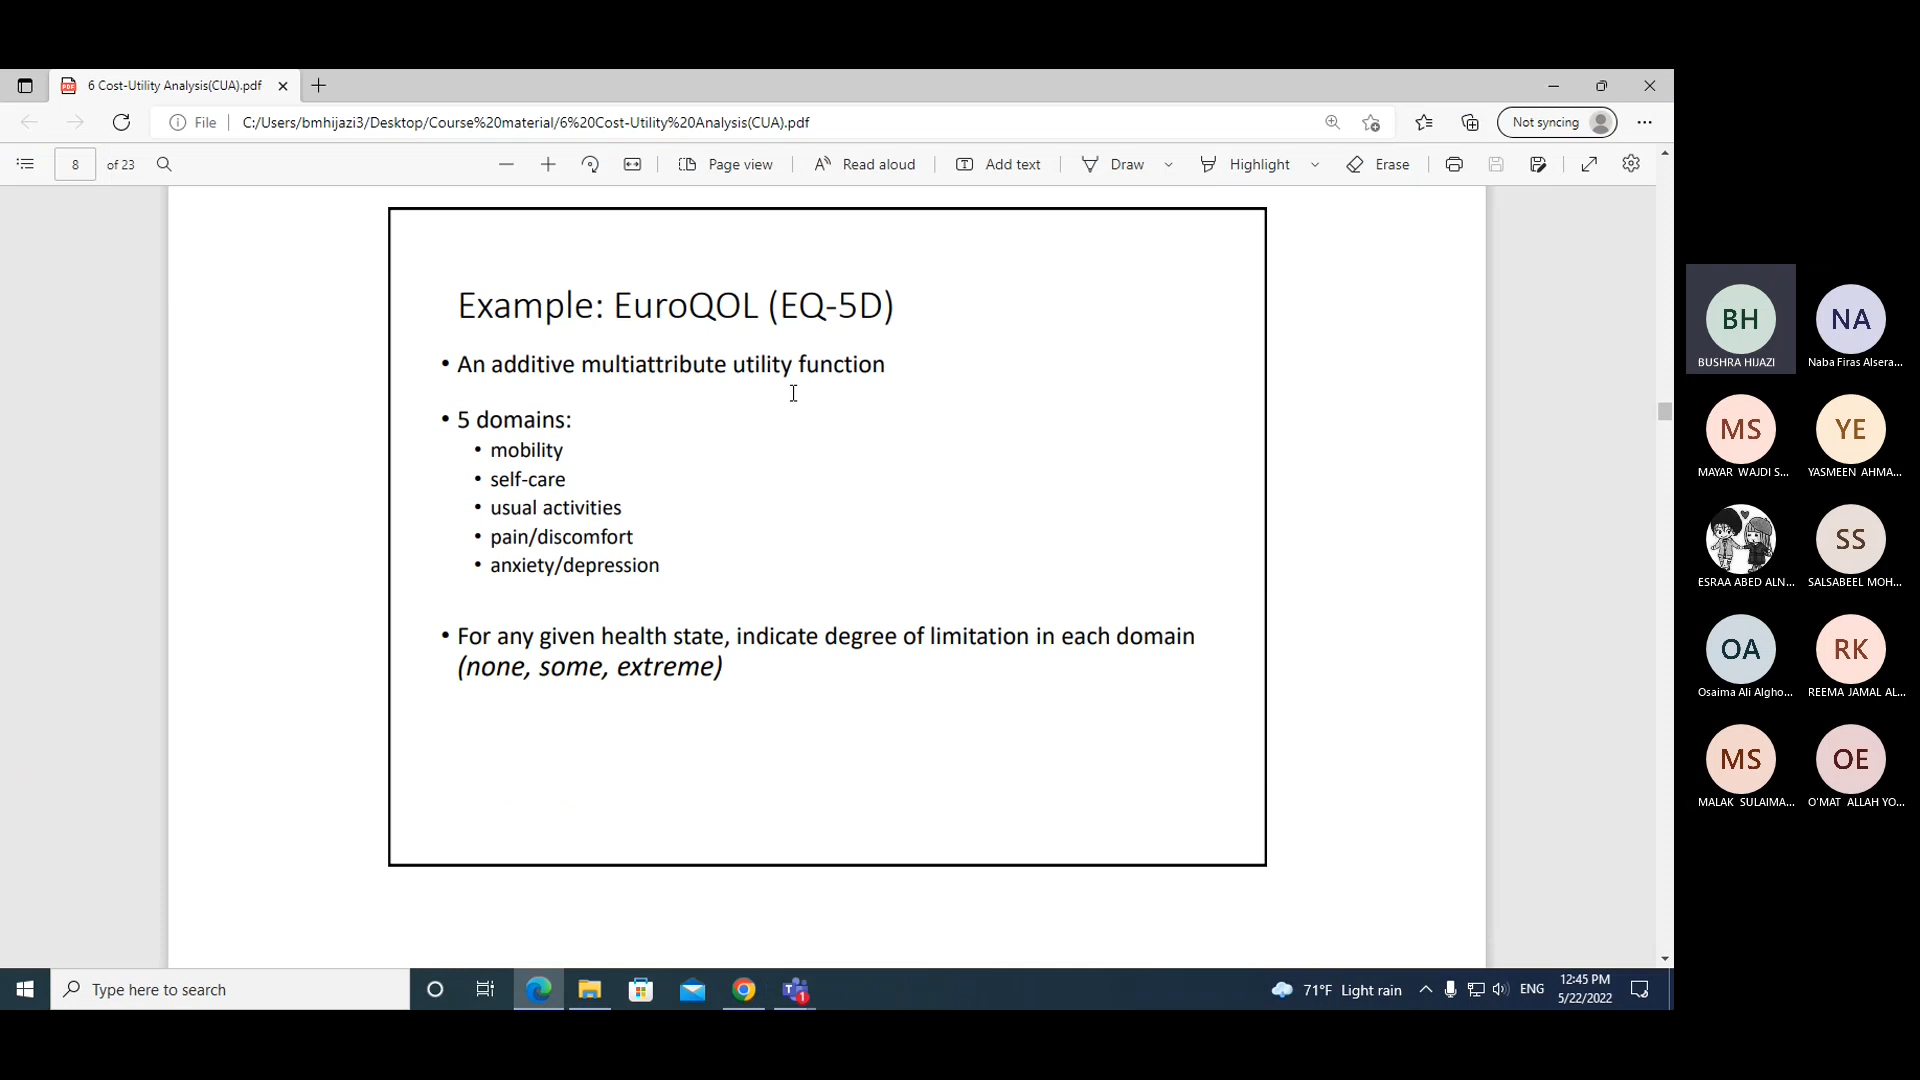 6 Cost-Utility Analysis(CUA).pdf
File
C:/Users/bmhijazi3/Desktop/Course%20material/6%20Cost-Utility%20Analysis(CUA).pdf
Not syncing
8 of 23
Page view
Read aloud
Add text
Draw
Highlight
Erase
Example: EuroQOL (EQ-5D)
• An additive multiattribute utility function
• 5 domains:
• mobility
• self-care
• usual activities
• pain/discomfort
• anxiety/depression
• For any given health state, indicate degree of limitation in each domain
(none, some, extreme)
BH
BUSHRA HIJAZI
NA
Naba Firas Alsera...
MS
MAYAR WAJDI S...
YE
YASMEEN AHMA...
ESRAA ABED ALN...
SS
SALSABEEL MOH...
OA
Osaima Ali Algho...
RK
REEMA JAMAL AL...
MS
MALAK SULAIMA...
OE
O'MAT ALLAH YO...
Type here to search
1
71°F Light rain
ENG
12:45 PM
5/22/2022